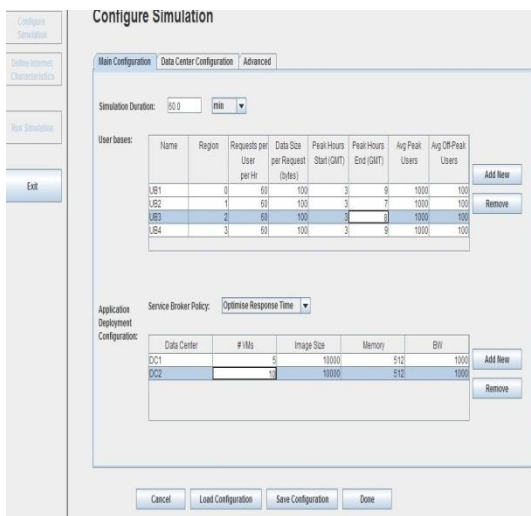 Configure Simulation
Configure
Simulation
Define Internet
Characteristics
Run Simulation
Exit
Main Configuration Data Center Configuration Advanced
Simulation Duration: 60.0 min
User bases:
Name Region Requests per User per Hr Data Size per Request (bytes) Peak Hours Start (GMT) Peak Hours End (GMT) Avg Peak Users Avg Off-Peak Users
UB1 0 60 100 3 9 1000 100
UB2 1 60 100 3 7 1000 100
UB3 2 60 100 3 8 1000 100
UB4 3 60 100 3 9 1000 100
Add New
Remove
Application Deployment Configuration:
Service Broker Policy: Optimise Response Time
Data Center # VMs Image Size Memory BW
DC1 5 10000 512 1000
DC2 10 10000 512 1000
Add New
Remove
Cancel Load Configuration Save Configuration Done